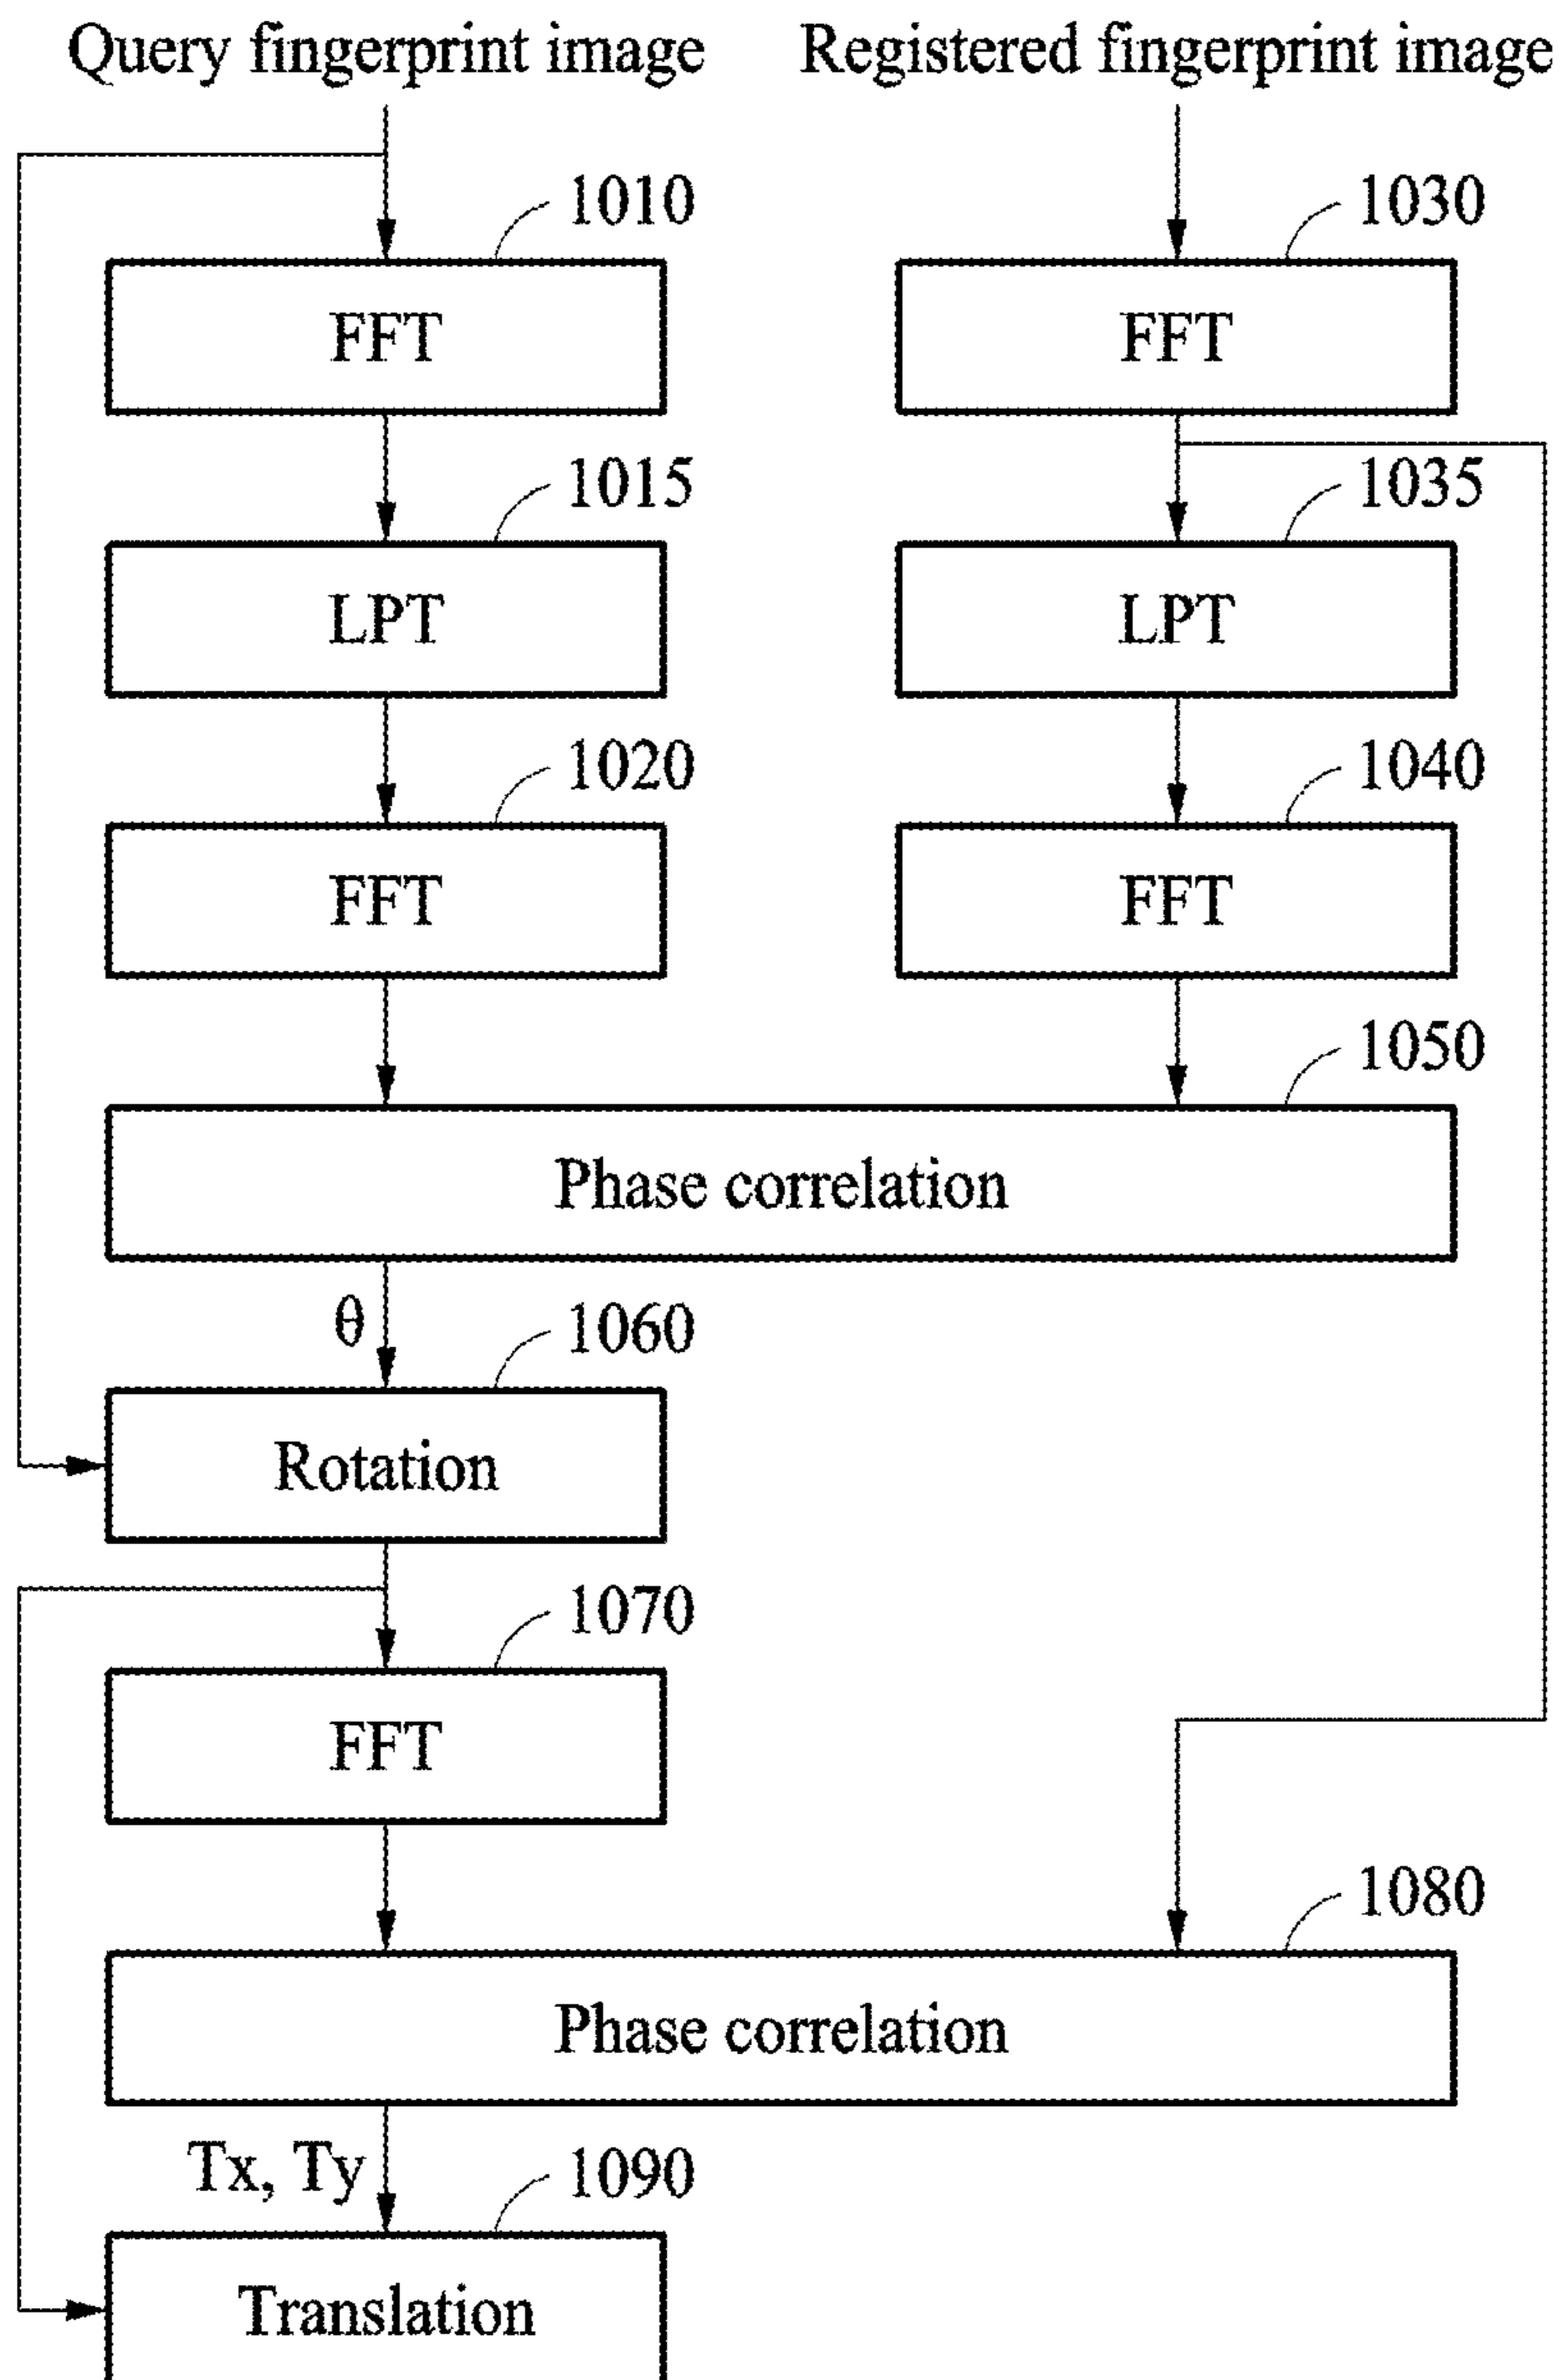 Query fingerprint image
Registered fingerprint image
1010
1030
FFT
FFT
1015
1035
LPT
LPT
1020
1040
FFT
FFT
1050
Phase correlation
θ
1060
Rotation
1070
FFT
1080
Phase correlation
Tx, Ty
1090
Translation